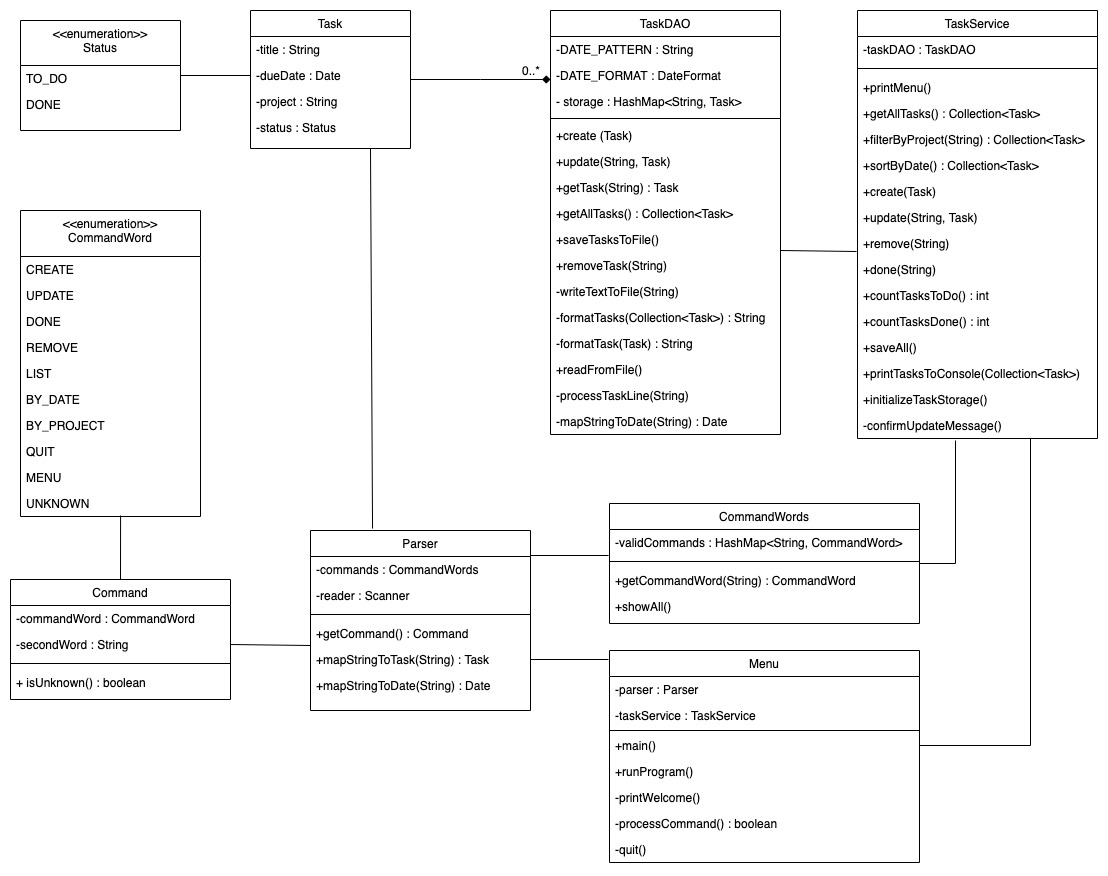 <<enumeration>>
Status
TO_DO
DONE
Task
-title : String
-dueDate : Date
-project : String
-status : Status
0..*
TaskDAO
-DATE_PATTERN : String
-DATE_FORMAT : DateFormat
- storage : HashMap<String, Task>
+create (Task)
+update(String, Task)
+getTask(String) : Task
+getAllTasks() : Collection<Task>
+saveTasksToFile()
+removeTask(String)
-writeTextToFile(String)
-formatTasks(Collection<Task>) : String
-formatTask(Task) : String
+readFromFile()
-processTaskLine(String)
-mapStringToDate(String) : Date
TaskService
-taskDAO : TaskDAO
+printMenu()
+getAllTasks() : Collection<Task>
+filterByProject(String) : Collection<Task>
+sortByDate() : Collection<Task>
+create(Task)
+update(String, Task)
+remove(String)
+done(String)
+countTasksToDo() : int
+countTasksDone() : int
+saveAll()
+printTasksToConsole(Collection<Task>)
+initializeTaskStorage()
-confirmUpdateMessage()
<<enumeration>>
CommandWord
CREATE
UPDATE
DONE
REMOVE
LIST
BY_DATE
BY_PROJECT
QUIT
MENU
UNKNOWN
Command
-commandWord : CommandWord
-secondWord : String
+ isUnknown() : boolean
Parser
-commands : CommandWords
-reader : Scanner
+getCommand() : Command
+mapStringToTask(String) : Task
+mapStringToDate(String) : Date
CommandWords
-validCommands : HashMap<String, CommandWord>
+getCommandWord(String) : CommandWord
+showAll()
Menu
-parser : Parser
-taskService : TaskService
+main()
+runProgram()
-printWelcome()
-processCommand() : boolean
-quit()